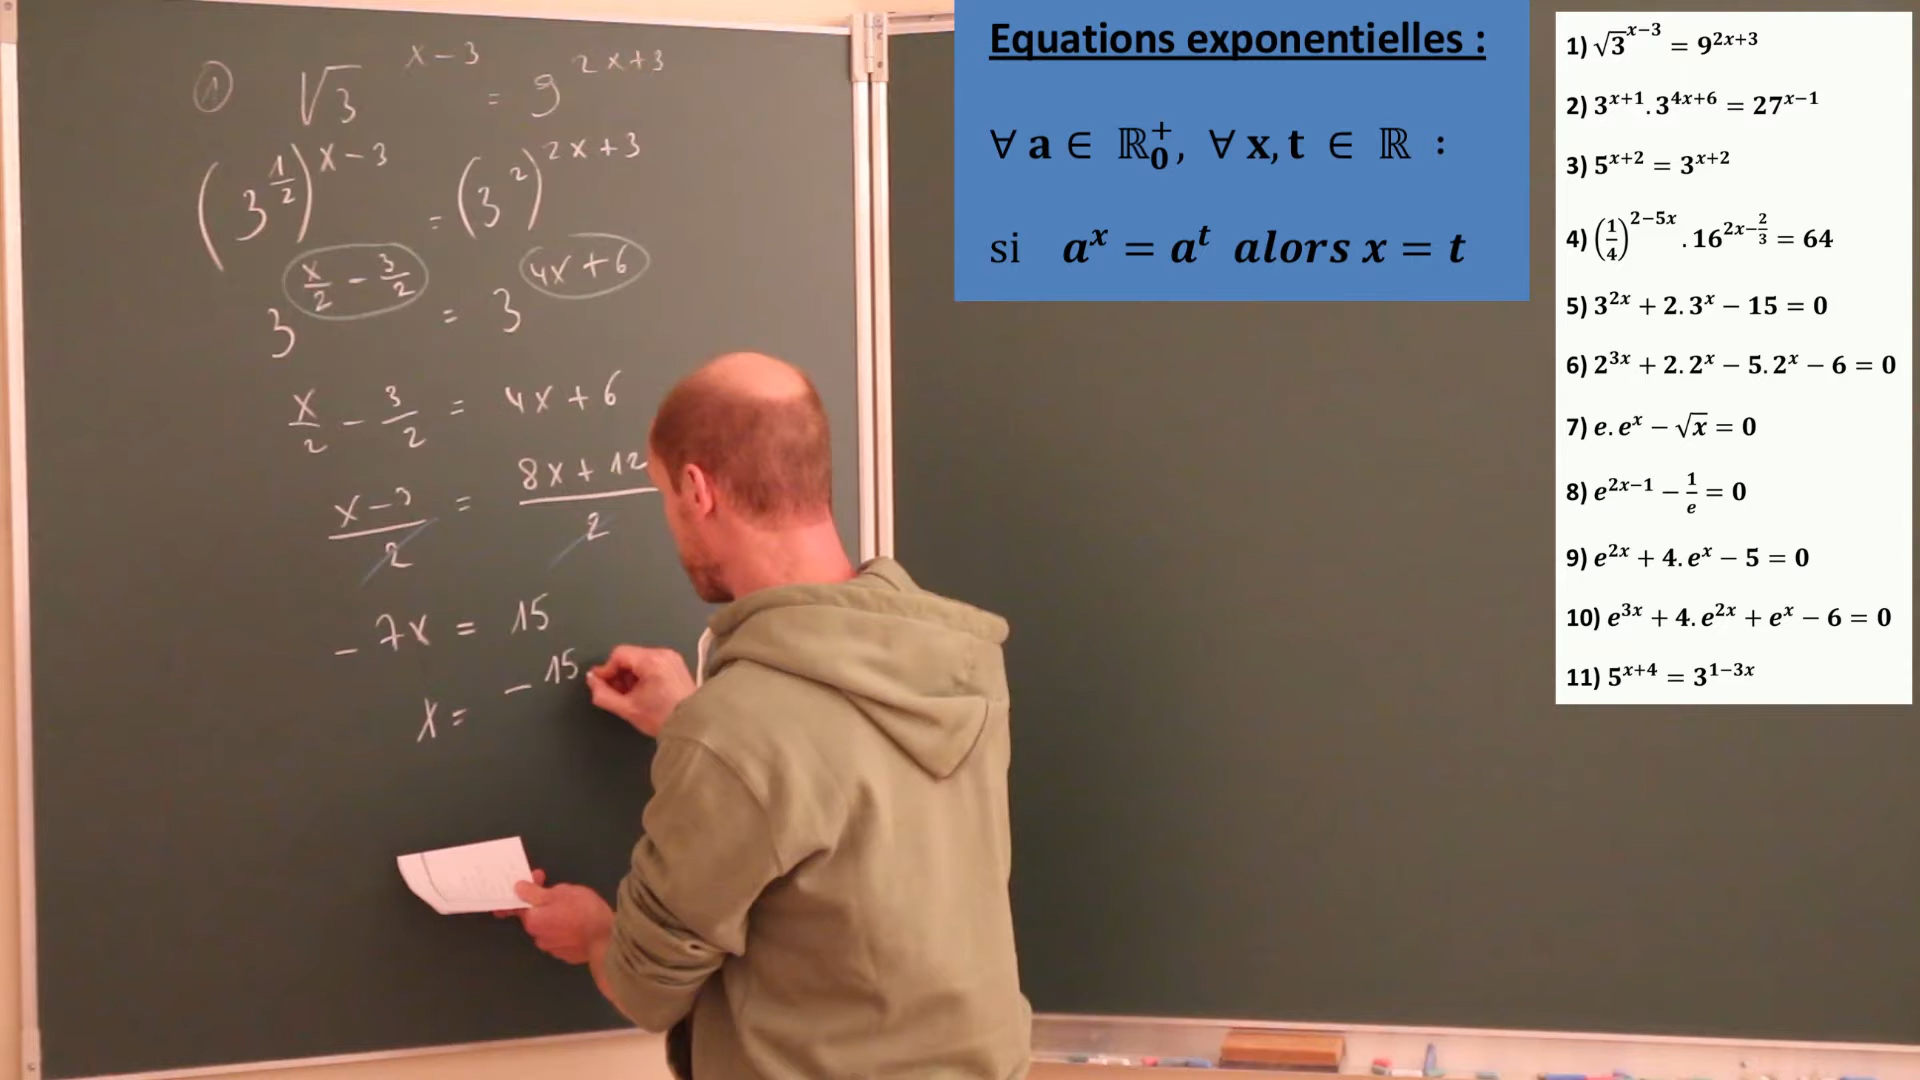 ① √3^(x-3) = 9^(2x+3)
(3^(1/2))^(x-3) = (3^2)^(2x+3)
3^(x/2 - 3/2) = 3^(4x+6)
x/2 - 3/2 = 4x+6
(x-3)/2 = (8x+12)/2
-7x = 15
x = -15
Equations exponentielles :
∀ a ∈ ℝ₀⁺, ∀ x, t ∈ ℝ :
si aˣ = aᵗ alors x = t
1) √3^(x−3) = 9^(2x+3)
2) 3^(x+1).3^(4x+6) = 27^(x−1)
3) 5^(x+2) = 3^(x+2)
4) (1/4)^(2−5x).16^(2x−2/3) = 64
5) 3^(2x) + 2.3^x − 15 = 0
6) 2^(3x) + 2.2^x − 5.2^x − 6 = 0
7) e.e^x − √x = 0
8) e^(2x−1) − 1/e = 0
9) e^(2x) + 4.e^x − 5 = 0
10) e^(3x) + 4.e^(2x) + e^x − 6 = 0
11) 5^(x+4) = 3^(1−3x)